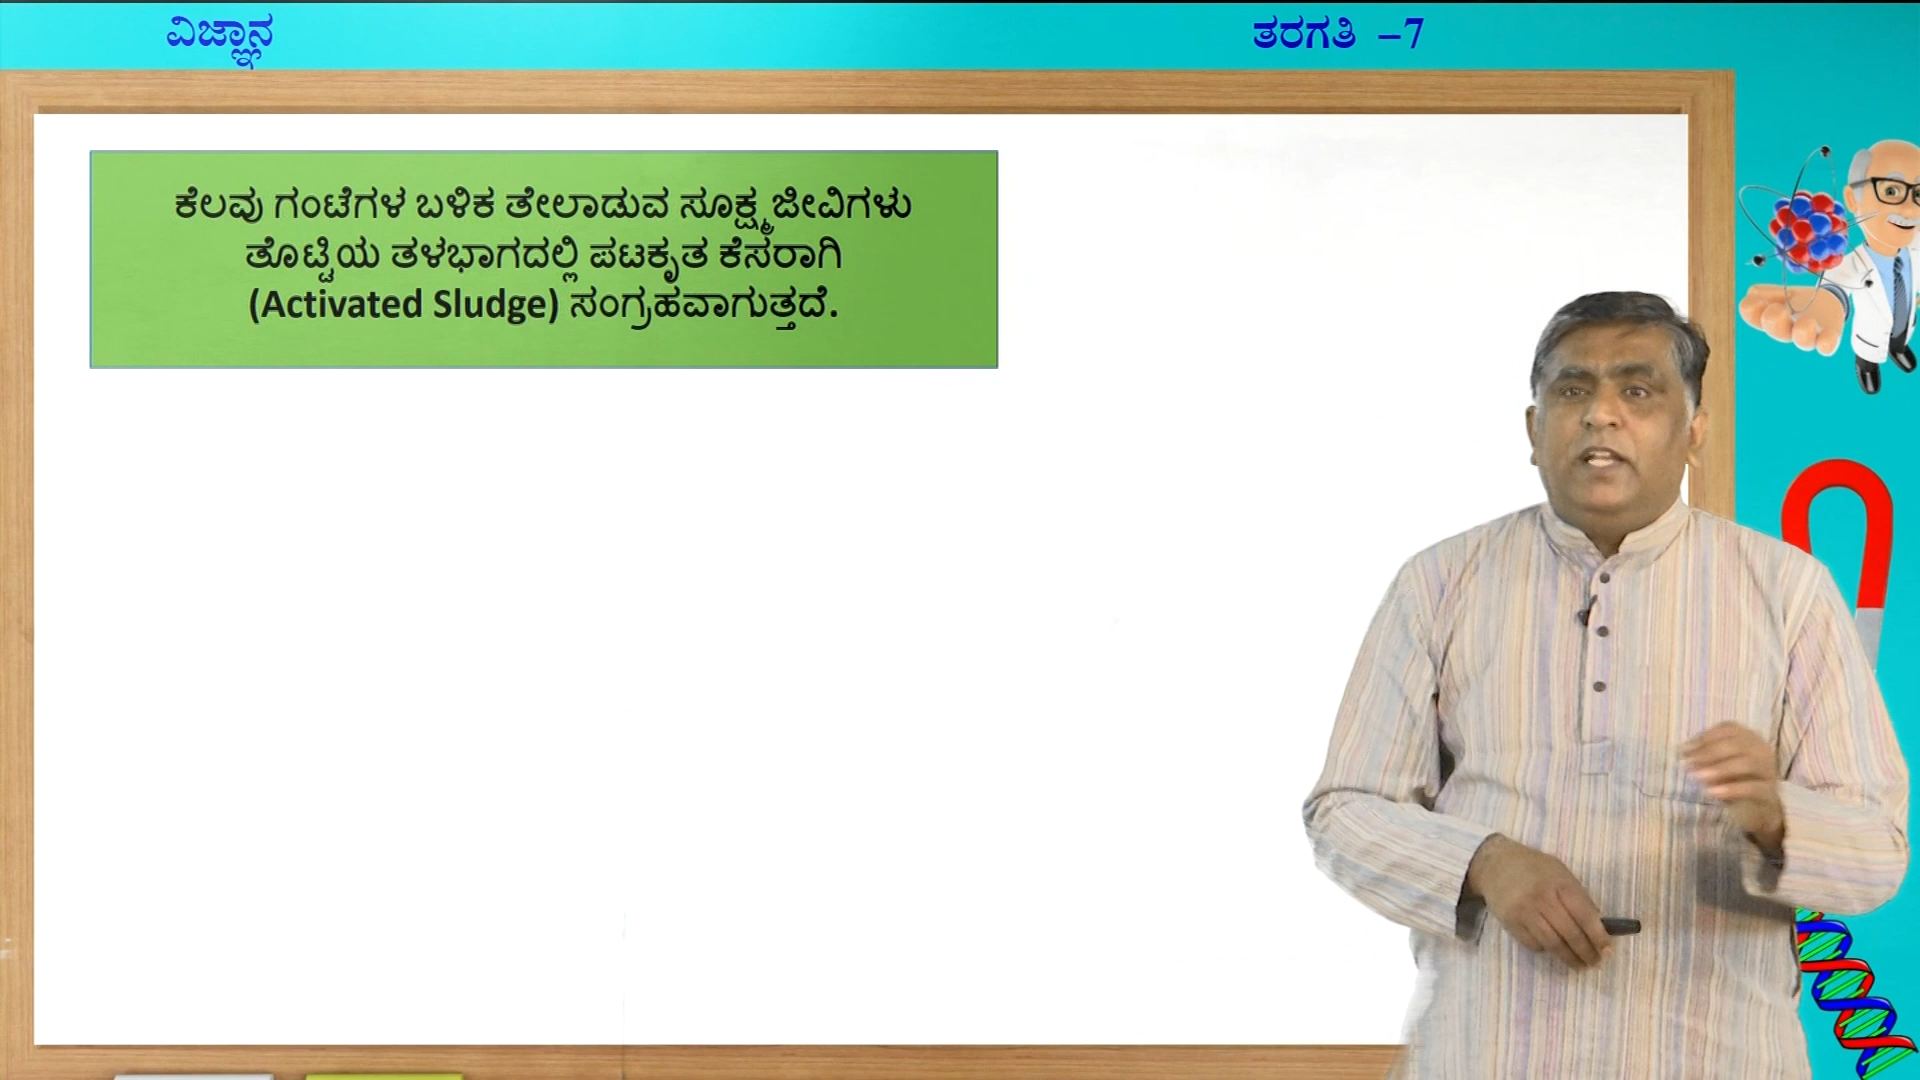 ವಿಜ್ಞಾನ
ತರಗತಿ –7
ಕೆಲವು ಗಂಟೆಗಳ ಬಳಿಕ ತೇಲಾಡುವ ಸೂಕ್ಷ್ಮಜೀವಿಗಳು
ತೊಟ್ಟಿಯ ತಳಭಾಗದಲ್ಲಿ ಪಟಕೃತ ಕೆಸರಾಗಿ
(Activated Sludge) ಸಂಗ್ರಹವಾಗುತ್ತದೆ.